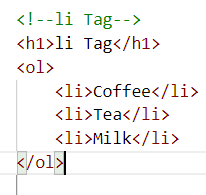 <!--li Tag-->
<h1>li Tag</h1>
<ol>
    <li>Coffee</li>
    <li>Tea</li>
    <li>Milk</li>
</ol>